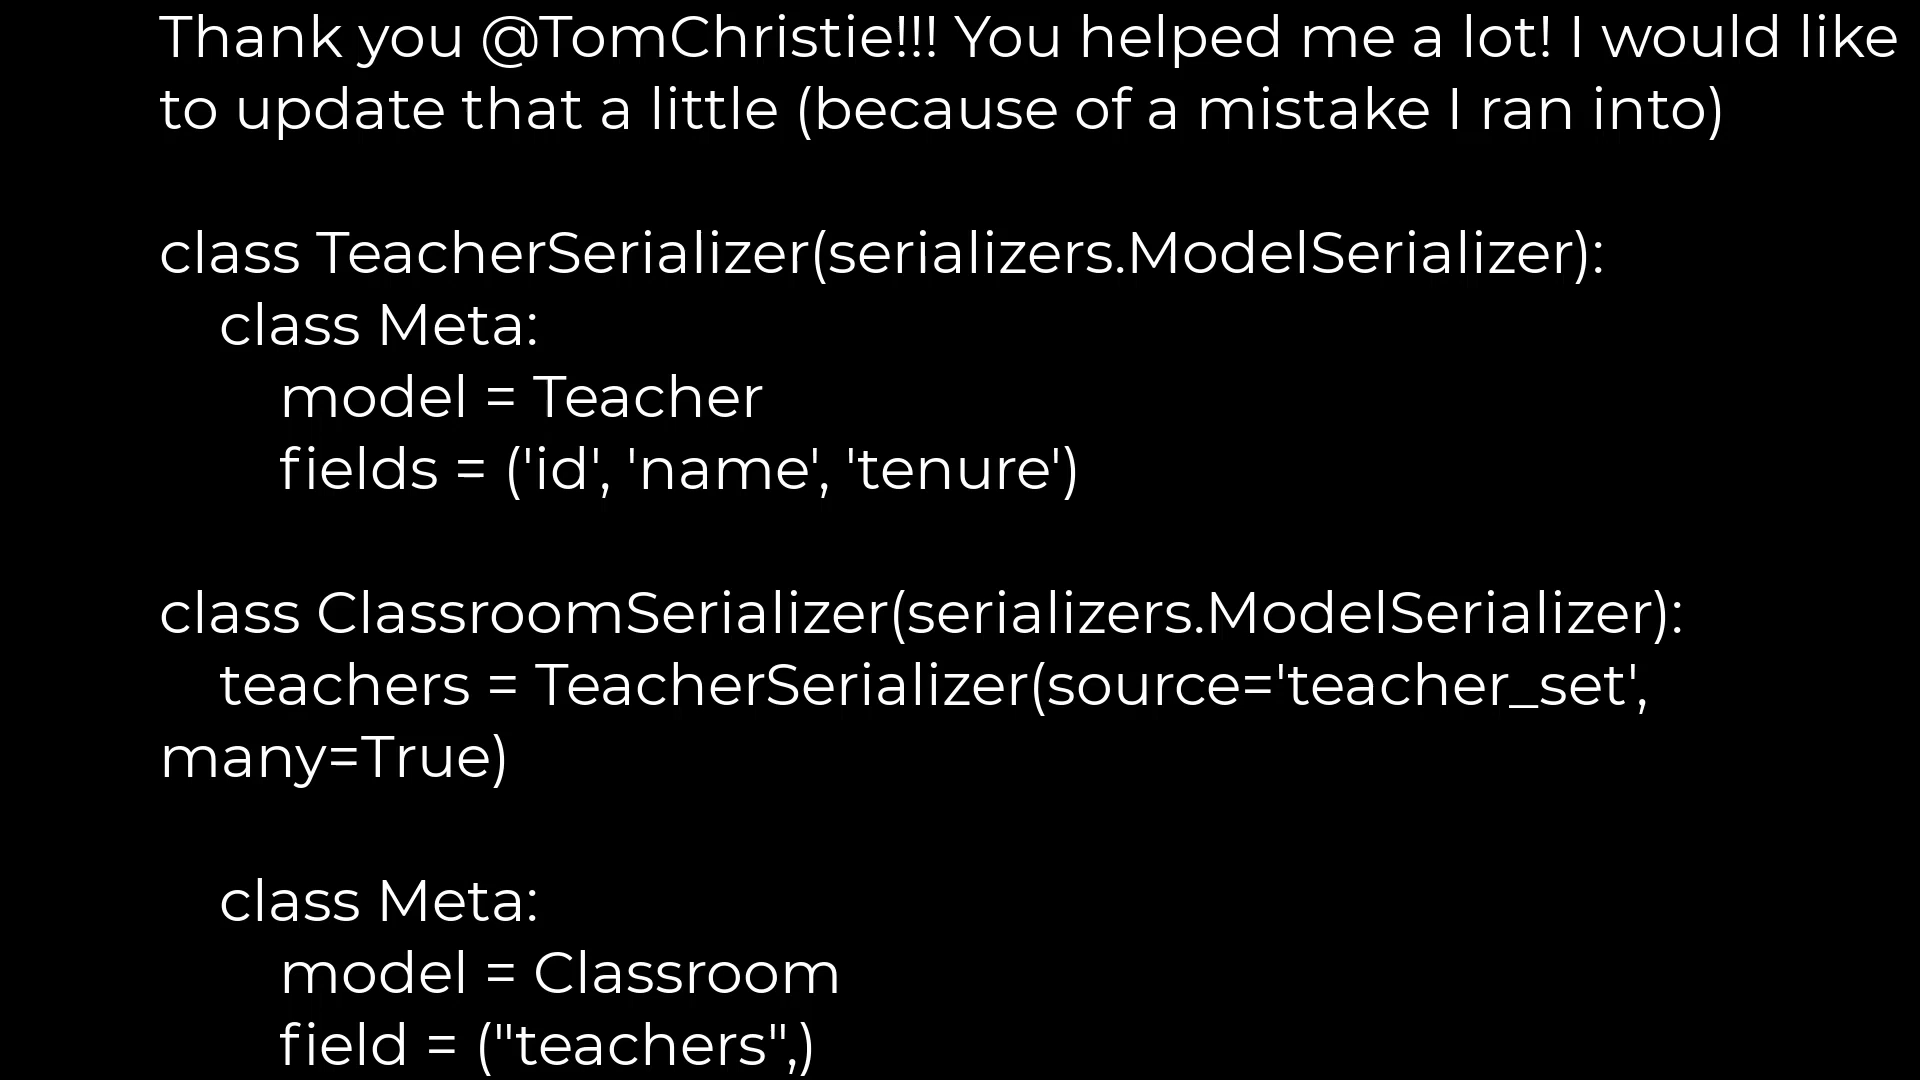 Thank you @TomChristie!!! You helped me a lot! I would like
to update that a little (because of a mistake I ran into)

class TeacherSerializer(serializers.ModelSerializer):
    class Meta:
        model = Teacher
        fields = ('id', 'name', 'tenure')

class ClassroomSerializer(serializers.ModelSerializer):
    teachers = TeacherSerializer(source='teacher_set',
many=True)

    class Meta:
        model = Classroom
        field = ("teachers",)